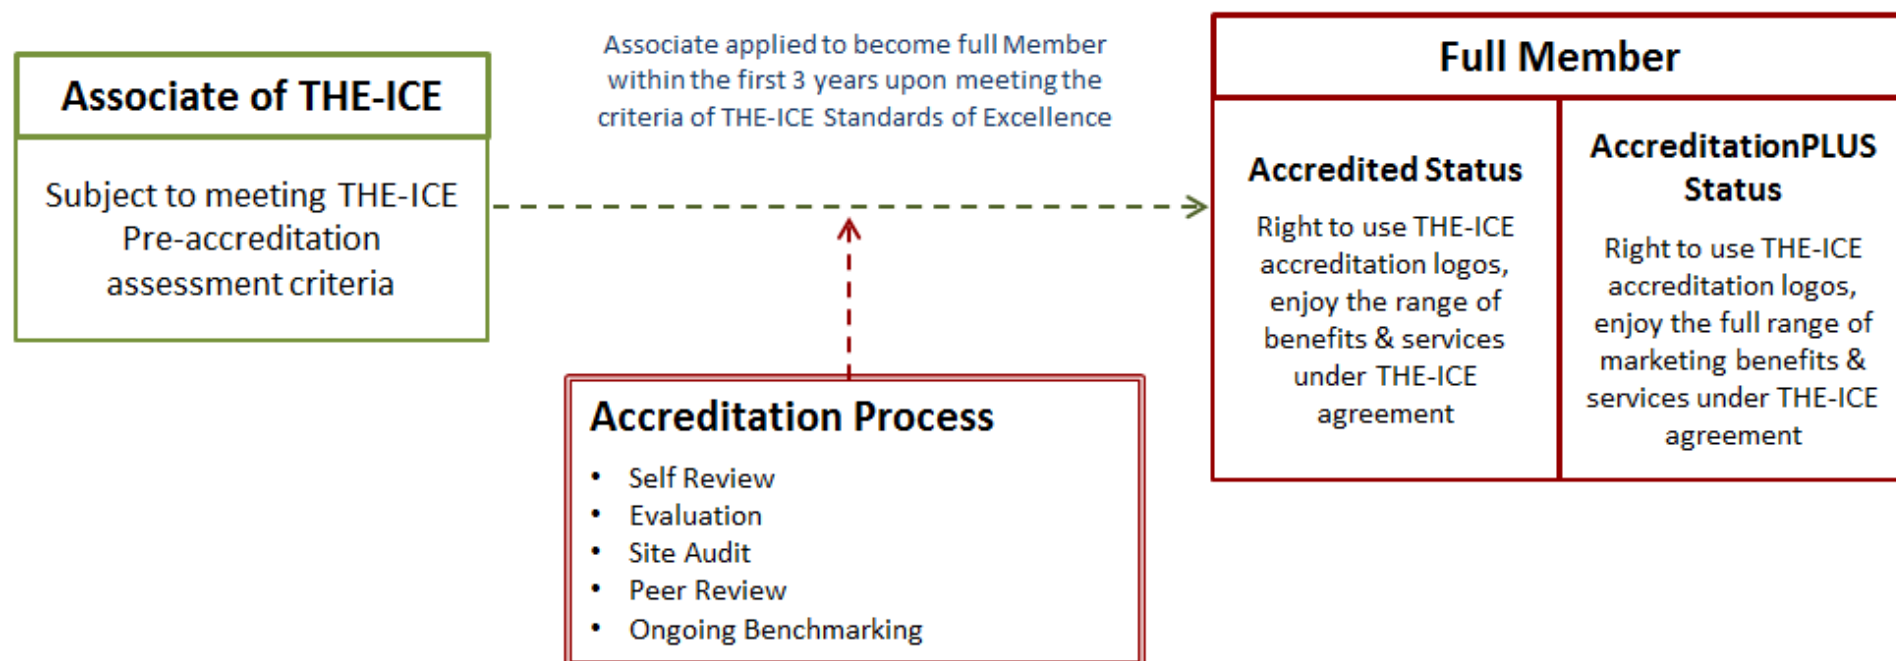 Associate of THE-ICE
Subject to meeting THE-ICE
Pre-accreditation
assessment criteria
Associate applied to become full Member
within the first 3 years upon meeting the
criteria of THE-ICE Standards of Excellence
Accreditation Process
• Self Review
• Evaluation
• Site Audit
• Peer Review
• Ongoing Benchmarking
Full Member
Accredited Status
Right to use THE-ICE
accreditation logos,
enjoy the range of
benefits & services
under THE-ICE
agreement
AccreditationPLUS
Status
Right to use THE-ICE
accreditation logos,
enjoy the full range of
marketing benefits &
services under THE-ICE
agreement